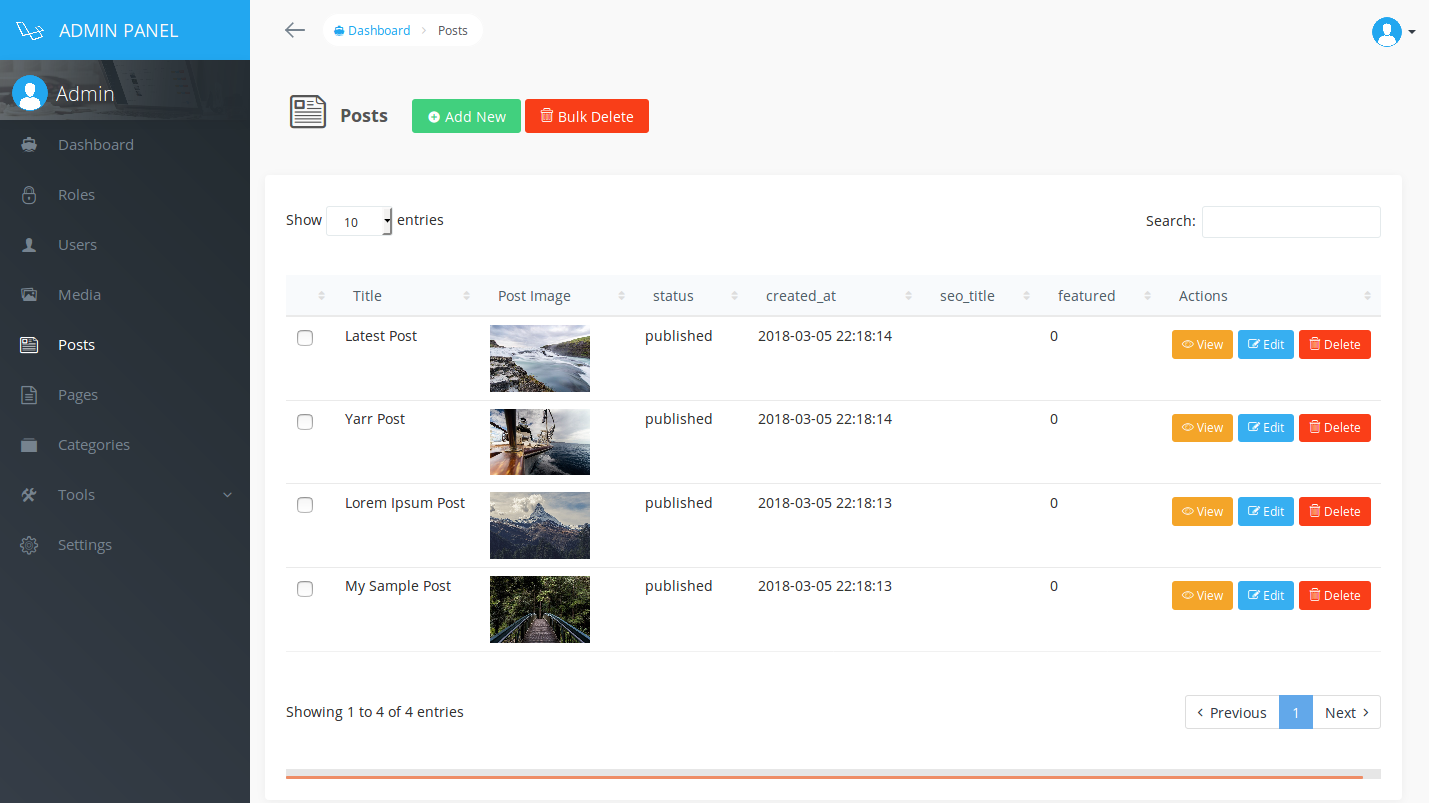 ADMIN PANEL
Admin
Dashboard
Roles
Users
Media
Posts
Pages
Categories
Tools
Settings
Dashboard > Posts
Posts Add New Bulk Delete
Show 10 entries Search:
Title Post Image status created_at seo_title featured Actions
Latest Post published 2018-03-05 22:18:14 0 View Edit Delete
Yarr Post published 2018-03-05 22:18:14 0 View Edit Delete
Lorem Ipsum Post published 2018-03-05 22:18:13 0 View Edit Delete
My Sample Post published 2018-03-05 22:18:13 0 View Edit Delete
Showing 1 to 4 of 4 entries ‹ Previous 1 Next ›